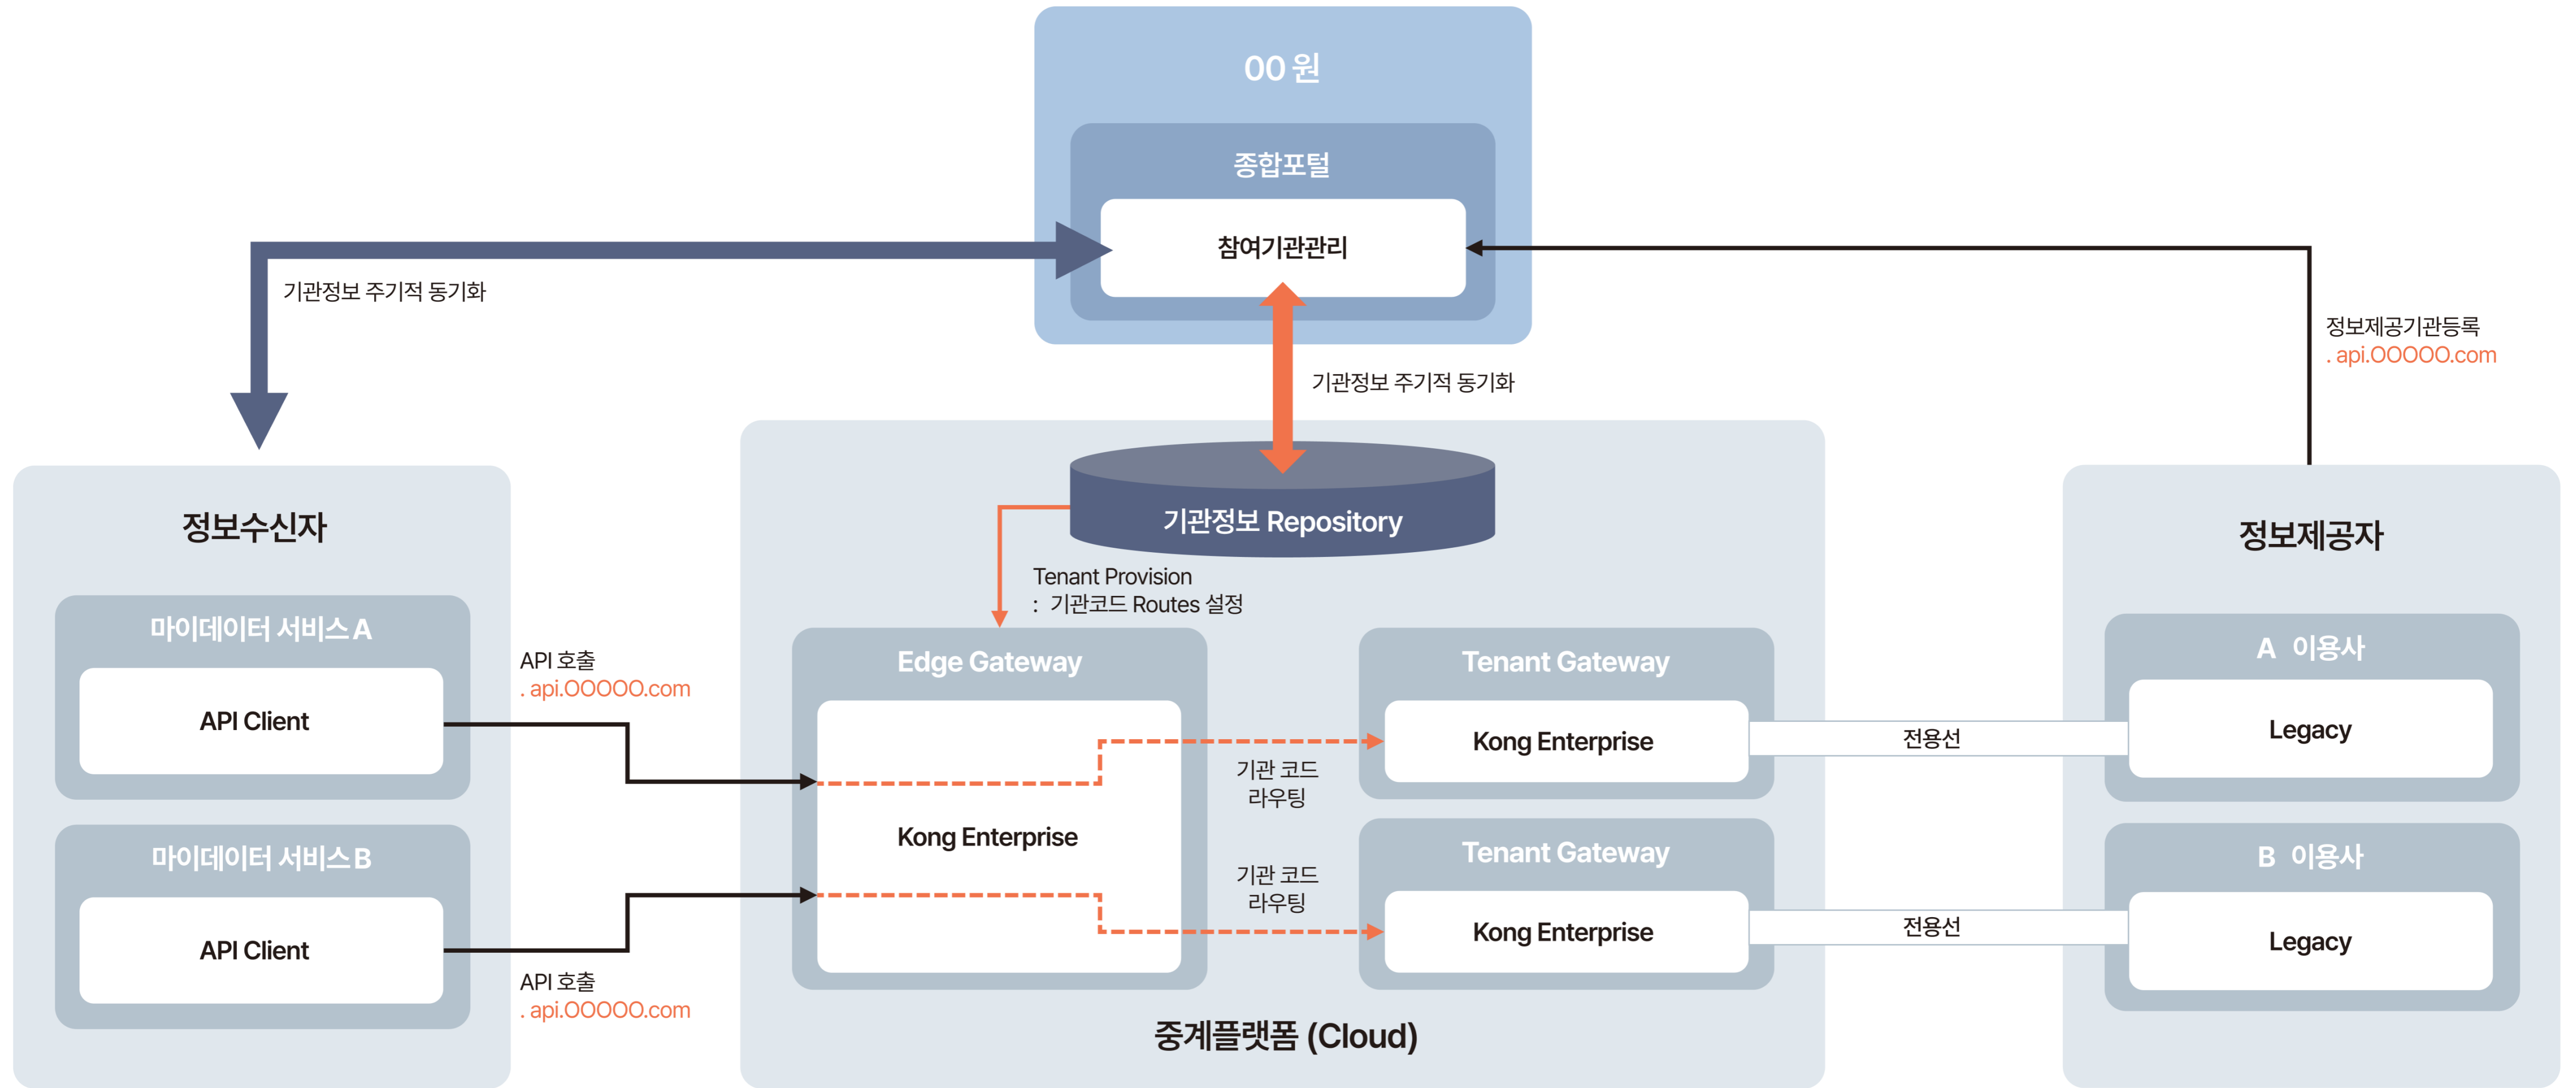 00 원
종합포털
참여기관관리
기관정보 주기적 동기화
정보제공기관등록
. api.OOOOO.com
기관정보 주기적 동기화
정보수신자
마이데이터 서비스 A
API Client
마이데이터 서비스 B
API Client
API 호출
. api.OOOOO.com
API 호출
. api.OOOOO.com
기관정보 Repository
Tenant Provision
: 기관코드 Routes 설정
Edge Gateway
Kong Enterprise
기관 코드
라우팅
기관 코드
라우팅
Tenant Gateway
Kong Enterprise
Tenant Gateway
Kong Enterprise
중계플랫폼 (Cloud)
전용선
전용선
정보제공자
A 이용사
Legacy
B 이용사
Legacy